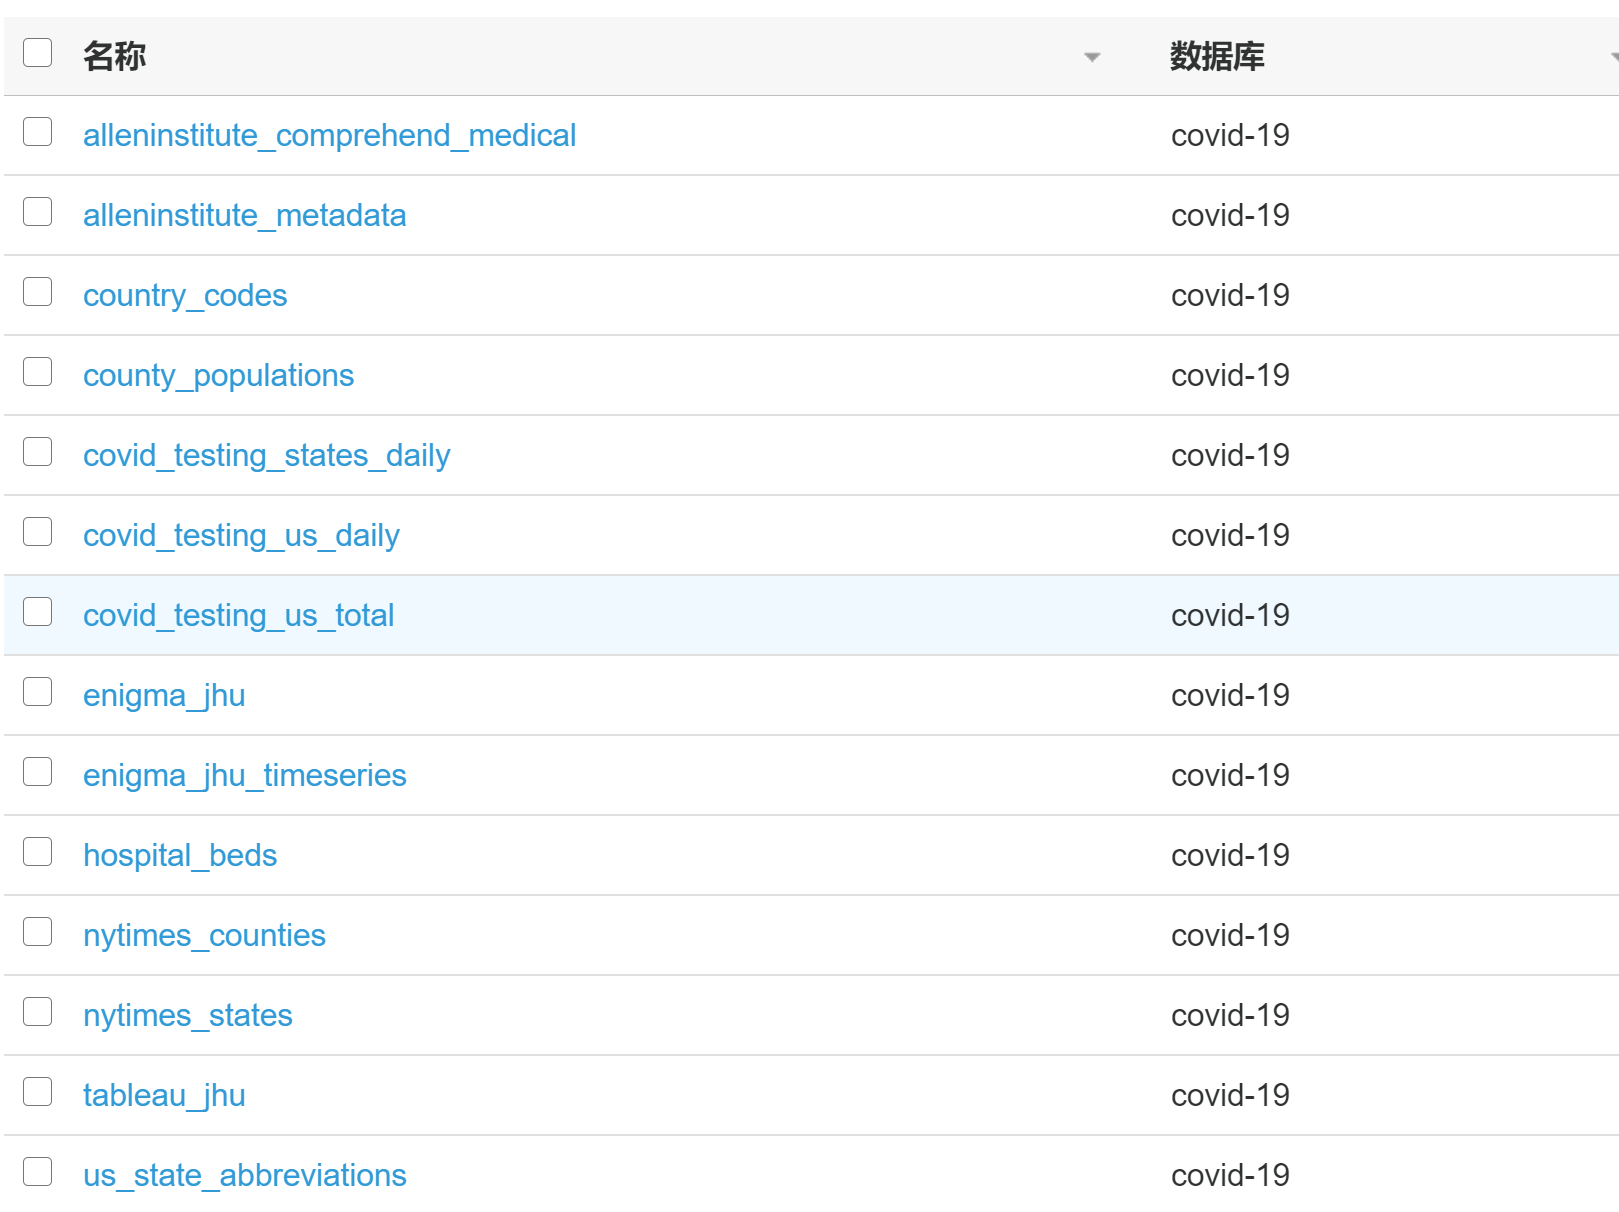 名称 数据库
alleninstitute_comprehend_medical covid-19
alleninstitute_metadata covid-19
country_codes covid-19
county_populations covid-19
covid_testing_states_daily covid-19
covid_testing_us_daily covid-19
covid_testing_us_total covid-19
enigma_jhu covid-19
enigma_jhu_timeseries covid-19
hospital_beds covid-19
nytimes_counties covid-19
nytimes_states covid-19
tableau_jhu covid-19
us_state_abbreviations covid-19